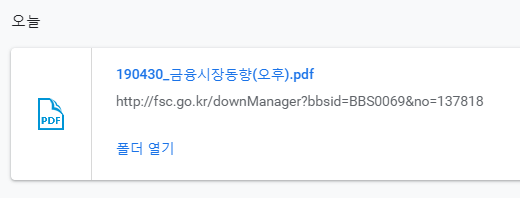 오늘
190430_금융시장동향(오후).pdf
PDF
http://fsc.go.kr/downManager?bbsid=BBS0069&no=137818
폴더 열기